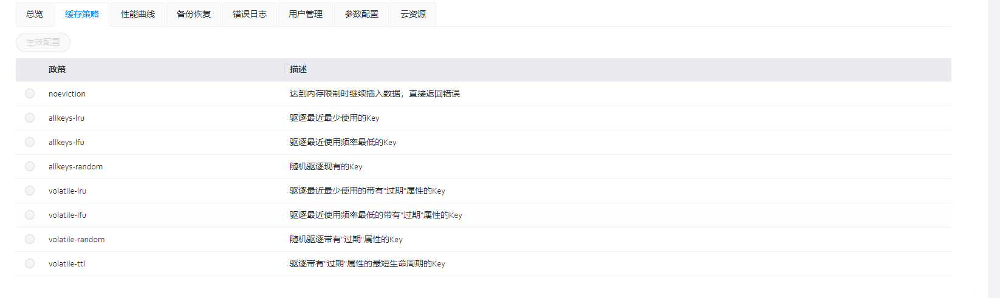 总览 缓存策略 性能曲线 备份恢复 错误日志 用户管理 参数配置 云资源
生效配置
政策 描述
noeviction 达到内存限制时继续插入数据，直接返回错误
allkeys-lru 驱逐最近最少使用的Key
allkeys-lfu 驱逐最近使用频率最低的Key
allkeys-random 随机驱逐现有的Key
volatile-lru 驱逐最近最少使用的带有"过期"属性的Key
volatile-lfu 驱逐最近使用频率最低的带有"过期"属性的Key
volatile-random 随机驱逐带有"过期"属性的Key
volatile-ttl 驱逐带有"过期"属性的最短生命周期的Key